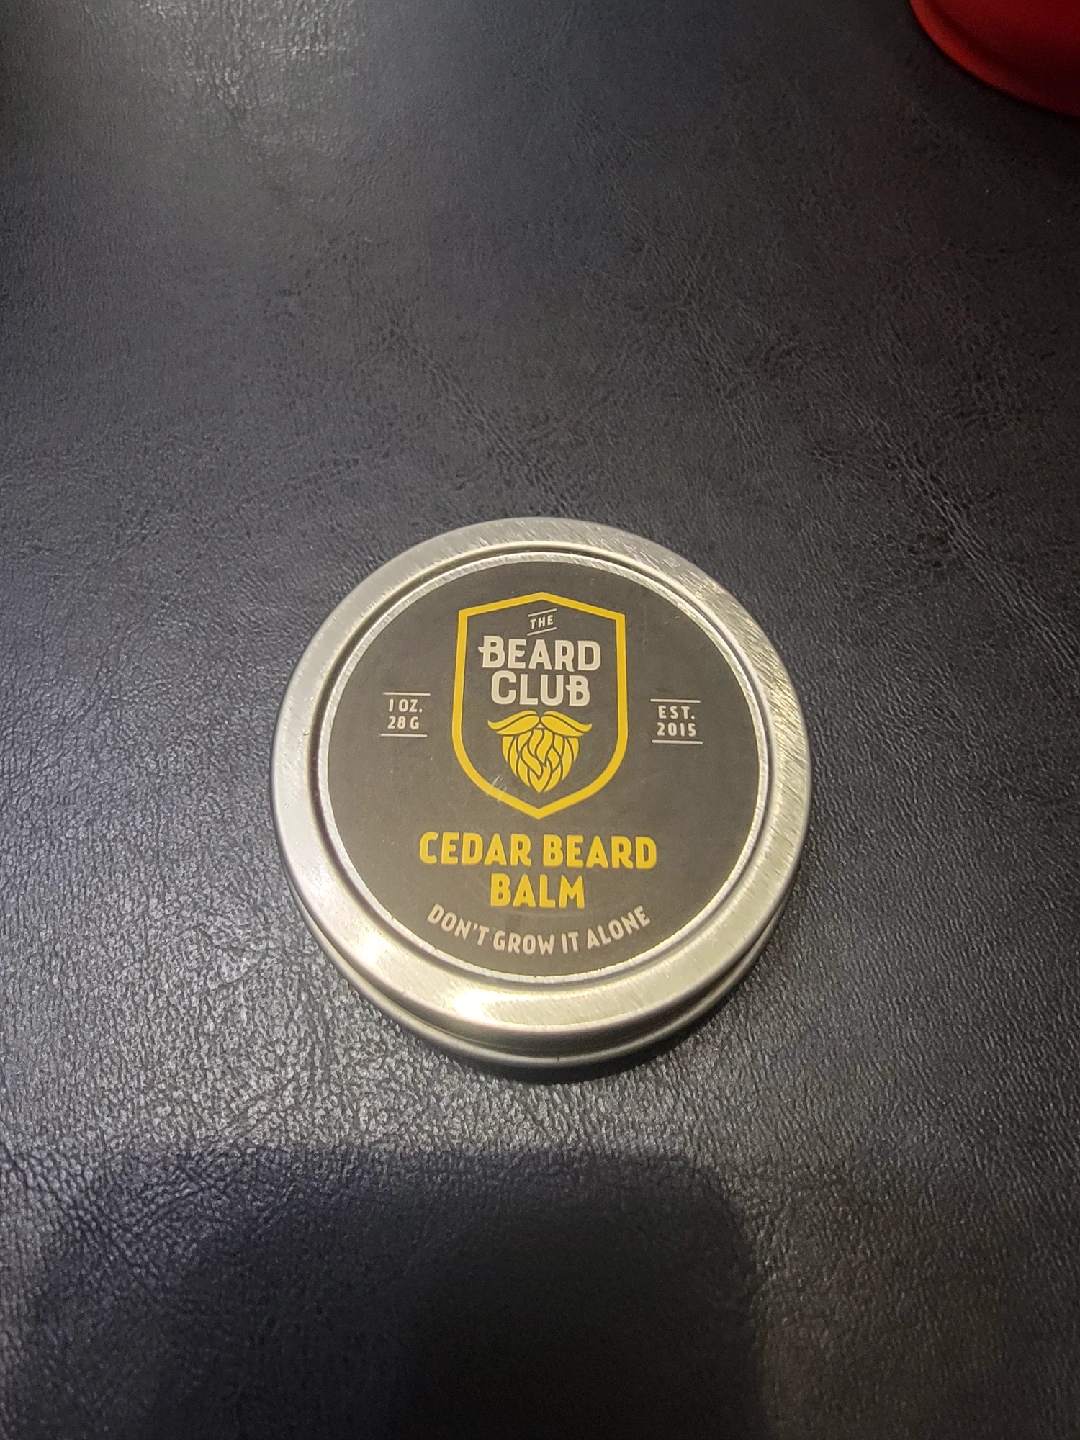 THE
BEARD
CLUB
1 OZ.
28 G
EST.
2015
CEDAR BEARD
BALM
DON'T GROW IT ALONE